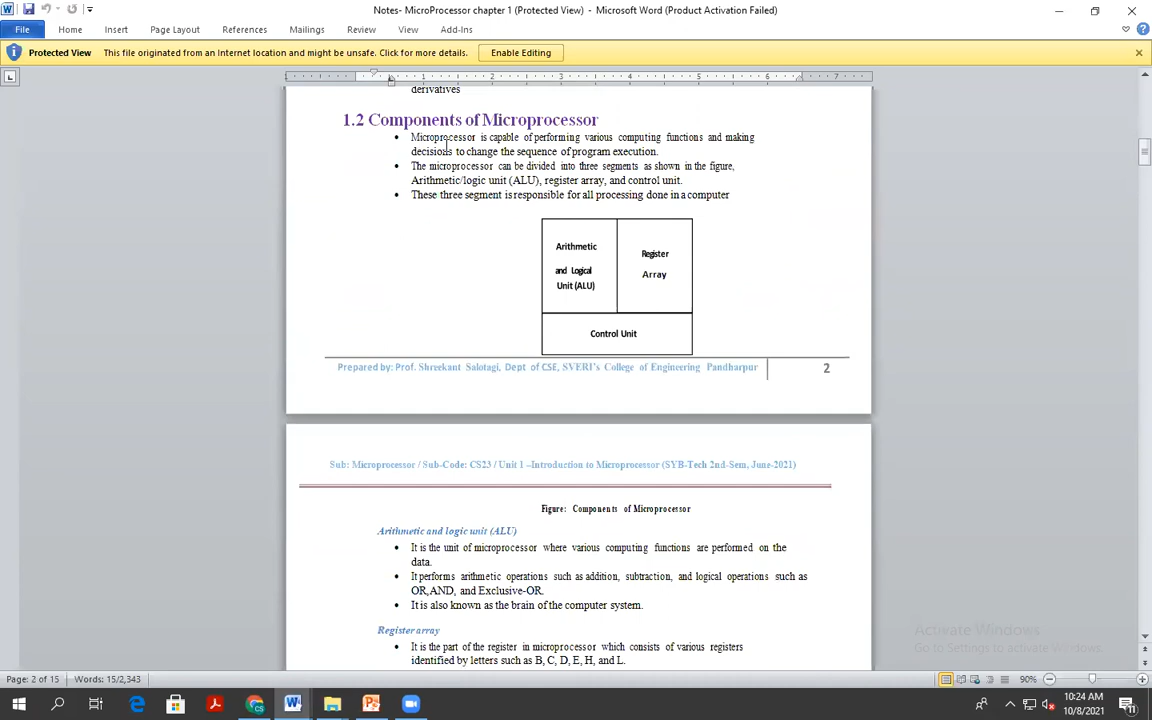 Notes- MicroProcessor chapter 1 (Protected View) - Microsoft Word (Product Activation Failed)
File Home Insert Page Layout References Mailings Review View Add-Ins
Protected View This file originated from an Internet location and might be unsafe. Click for more details. Enable Editing
1 1 2 3 4 5 6 7
derivatives
1.2 Components of Microprocessor
• Microprocessor is capable of performing various computing functions and making
decisions to change the sequence of program execution.
• The microprocessor can be divided into three segments as shown in the figure,
Arithmetic/logic unit (ALU), register array, and control unit.
• These three segment is responsible for all processing done in a computer
Arithmetic
and Logical
Unit (ALU)
Register
Array
Control Unit
Prepared by: Prof. Shreekant Salotagi, Dept of CSE, SVERI's College of Engineering Pandharpur 2
Sub: Microprocessor / Sub-Code: CS23 / Unit 1 –Introduction to Microprocessor (SYB-Tech 2nd-Sem, June-2021)
Figure: Components of Microprocessor
Arithmetic and logic unit (ALU)
• It is the unit of microprocessor where various computing functions are performed on the
data.
• It performs arithmetic operations such as addition, subtraction, and logical operations such as
OR,AND, and Exclusive-OR.
• It is also known as the brain of the computer system.
Register array
• It is the part of the register in microprocessor which consists of various registers
identified by letters such as B, C, D, E, H, and L.
Activate Windows
Go to Settings to activate Windows.
Page: 2 of 15 Words: 15/2,343 90%
10:24 AM
10/8/2021